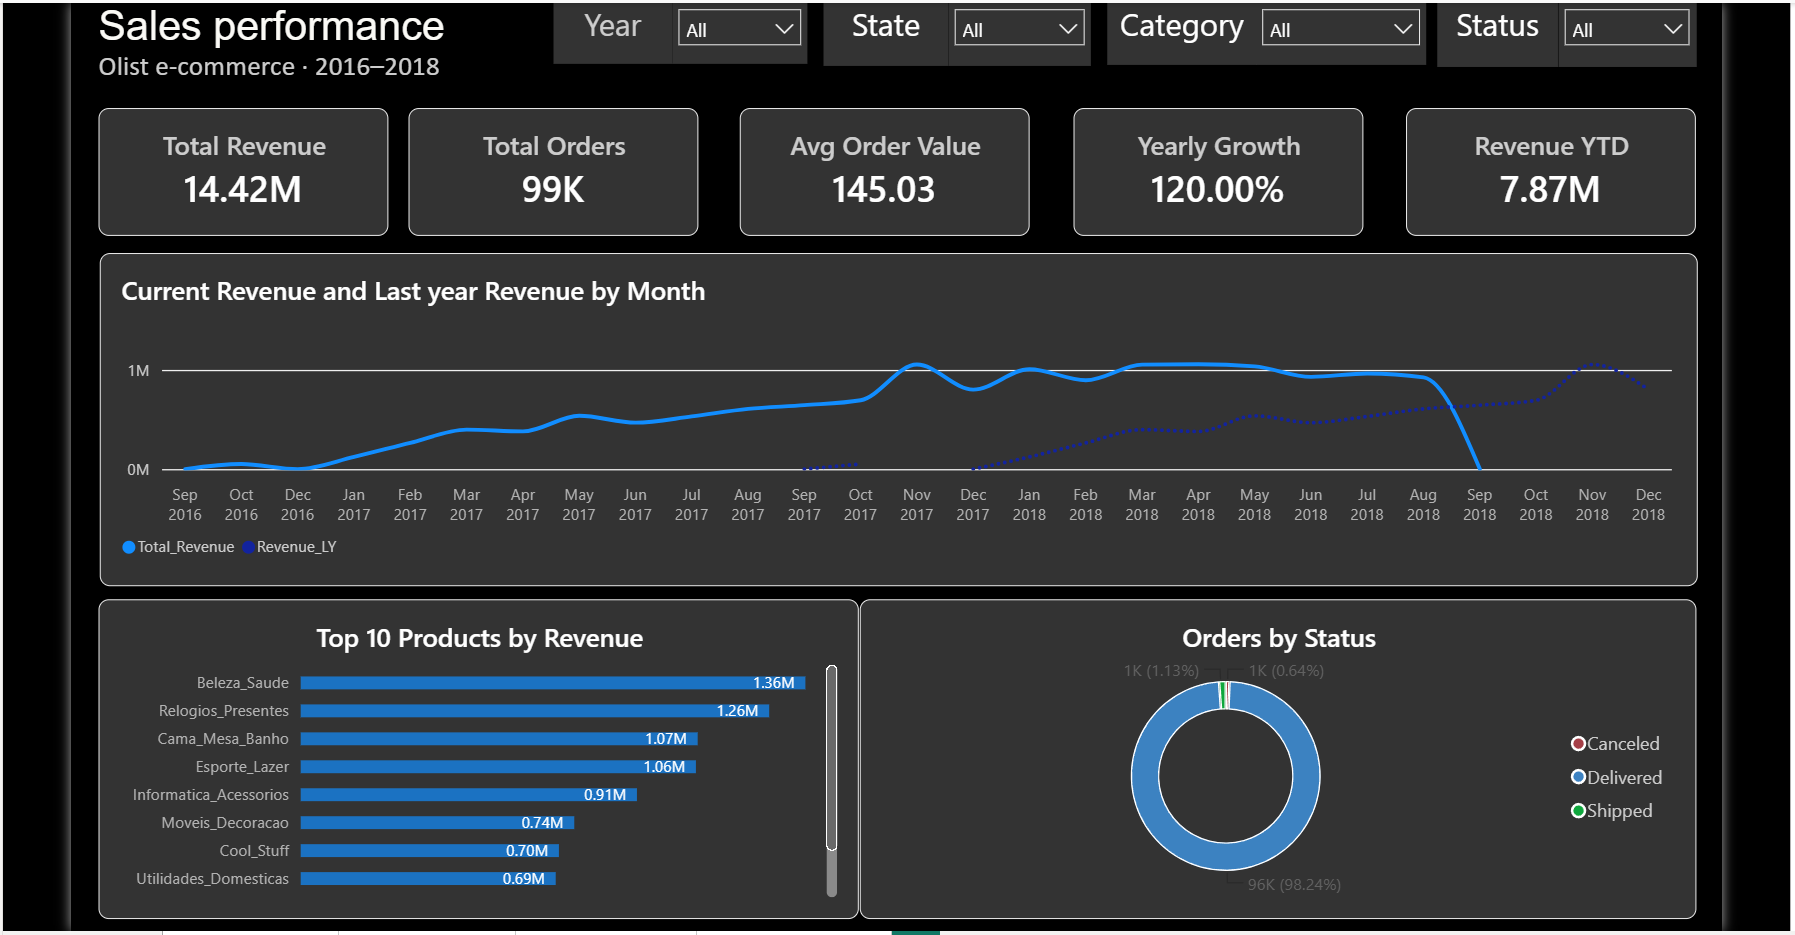 Sales performance
Olist e-commerce · 2016–2018
Year All
State All
Category All
Status All
Total Revenue
14.42M
Total Orders
99K
Avg Order Value
145.03
Yearly Growth
120.00%
Revenue YTD
7.87M
Current Revenue and Last year Revenue by Month
1M
0M
Sep Oct Dec Jan Feb Mar Apr May Jun Jul Aug Sep Oct Nov Dec Jan Feb Mar Apr May Jun Jul Aug Sep Oct Nov Dec
2016 2016 2016 2017 2017 2017 2017 2017 2017 2017 2017 2017 2017 2017 2017 2018 2018 2018 2018 2018 2018 2018 2018 2018 2018 2018 2018
Total_Revenue Revenue_LY
Top 10 Products by Revenue
Beleza_Saude 1.36M
Relogios_Presentes 1.26M
Cama_Mesa_Banho 1.07M
Esporte_Lazer 1.06M
Informatica_Acessorios 0.91M
Moveis_Decoracao 0.74M
Cool_Stuff 0.70M
Utilidades_Domesticas 0.69M
Orders by Status
1K (1.13%) 1K (0.64%)
96K (98.24%)
Canceled
Delivered
Shipped